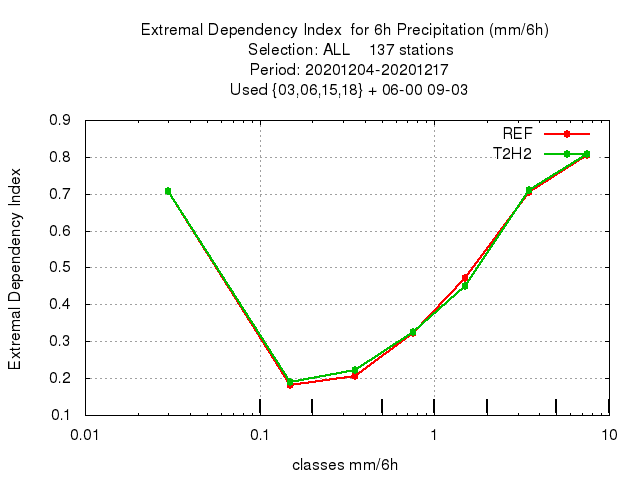 Extremal Dependency Index  for 6h Precipitation (mm/6h)
Selection: ALL    137 stations
Period: 20201204-20201217
Used {03,06,15,18} + 06-00 09-03
REF
T2H2
Extremal Dependency Index
0.9
0.8
0.7
0.6
0.5
0.4
0.3
0.2
0.1
0.01 0.1 1 10
classes mm/6h